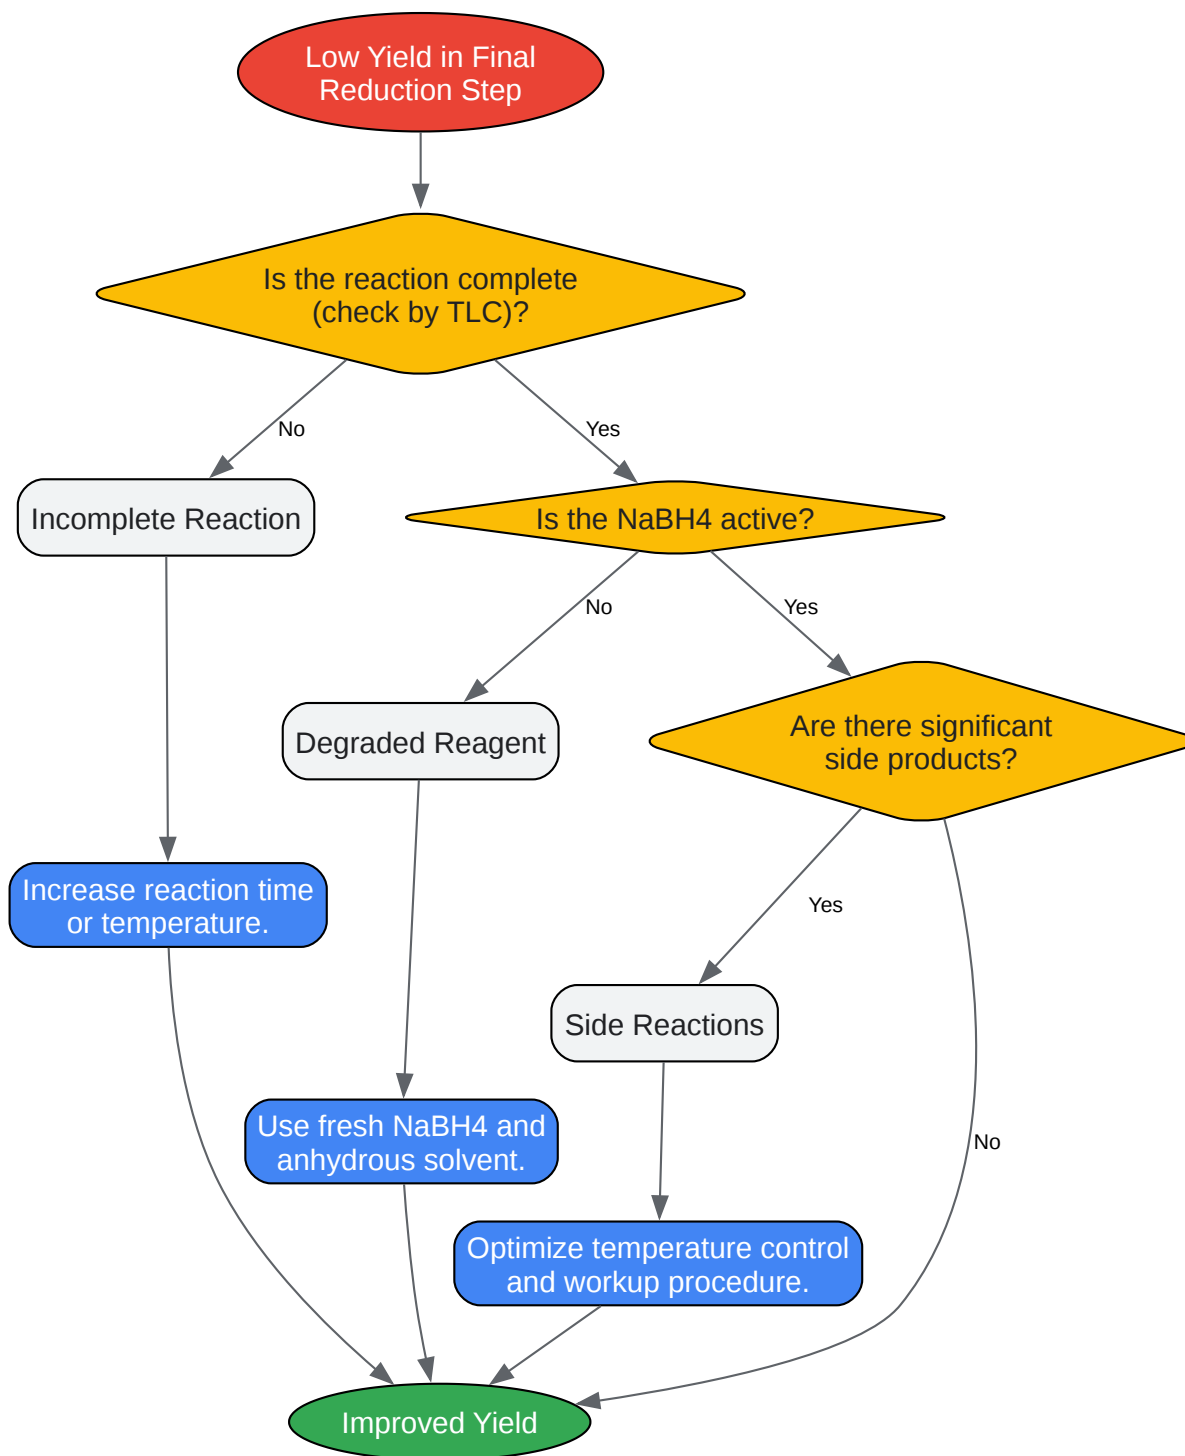 Low Yield in Final
Reduction Step
Is the reaction complete
(check by TLC)?
No
Yes
Incomplete Reaction
Is the NaBH4 active?
No
Yes
Degraded Reagent
Are there significant
side products?
Increase reaction time
or temperature.
Yes
Side Reactions
Use fresh NaBH4 and
anhydrous solvent.
No
Optimize temperature control
and workup procedure.
Improved Yield